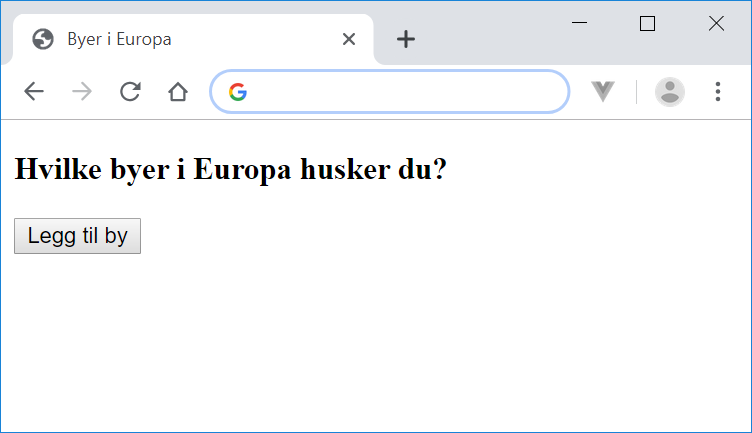 Byer i Europa
Hvilke byer i Europa husker du?
Legg til by